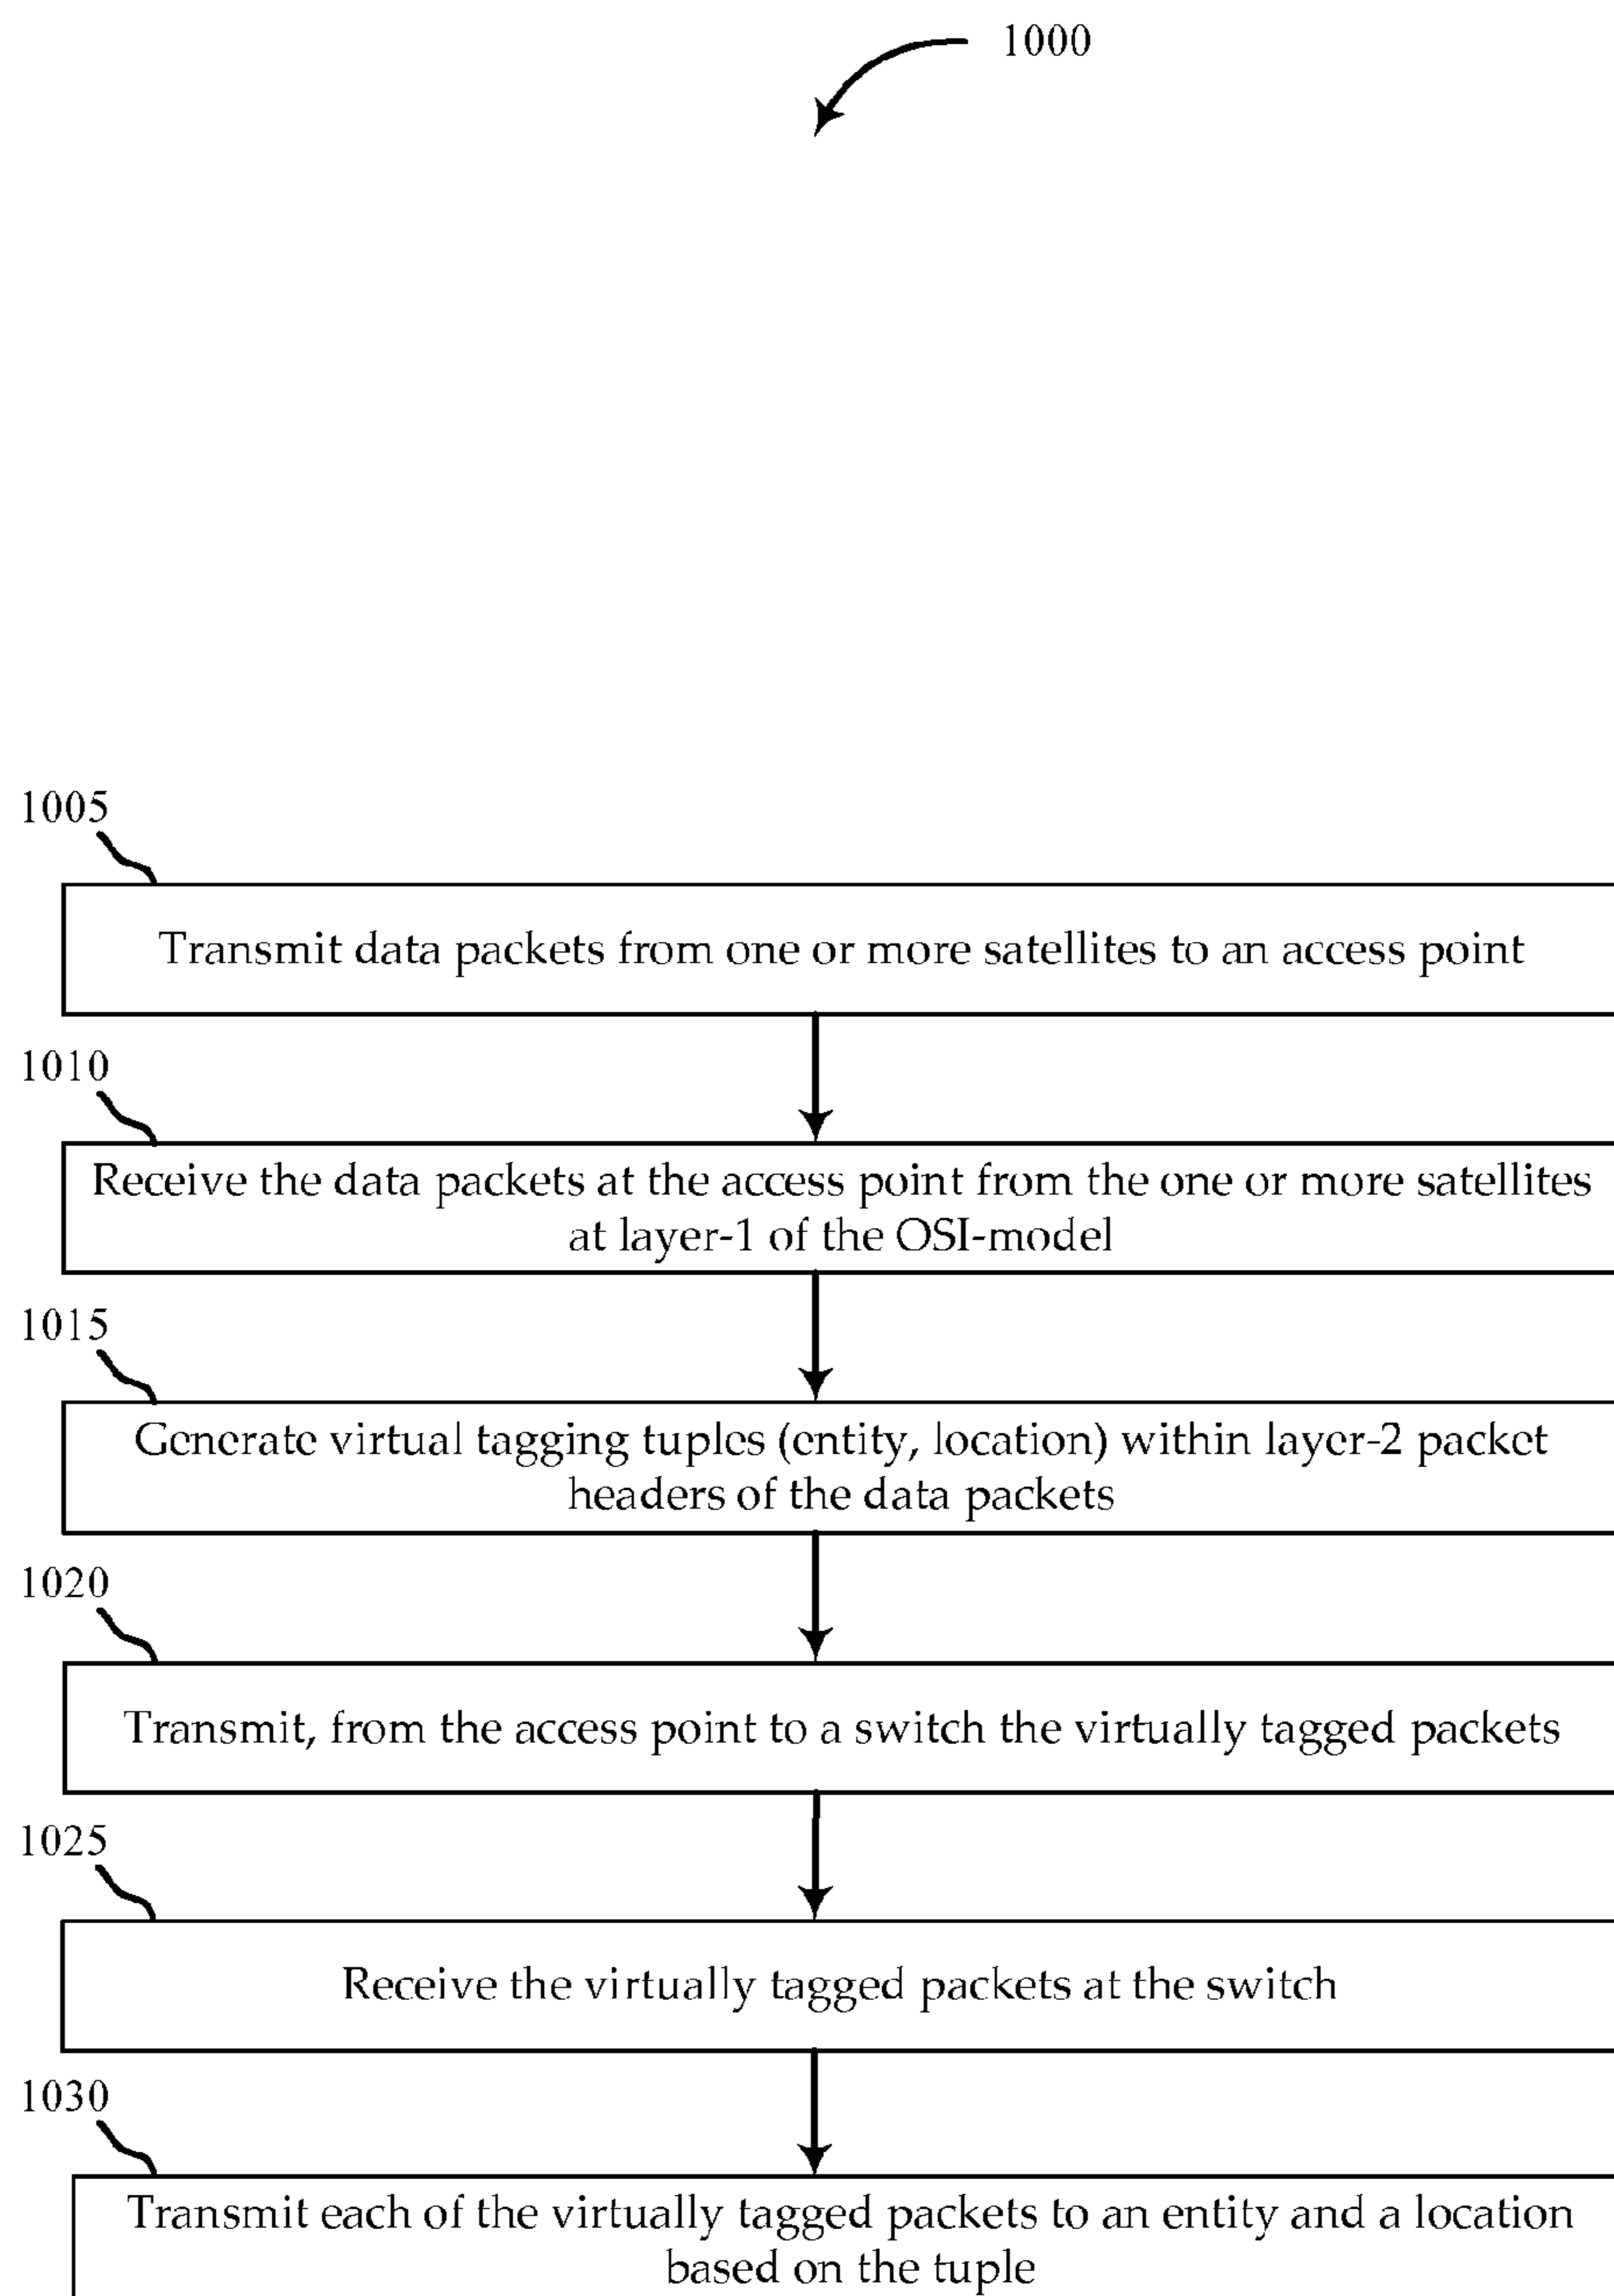 1000
1005
Transmit data packets from one or more satellites to an access point
1010
Receive the data packets at the access point from the one or more satellites
at layer-1 of the OSI-model
1015
Generate virtual tagging tuples (entity, location) within layer-2 packet
headers of the data packets
1020
Transmit, from the access point to a switch the virtually tagged packets
1025
Receive the virtually tagged packets at the switch
1030
Transmit each of the virtually tagged packets to an entity and a location
based on the tuple